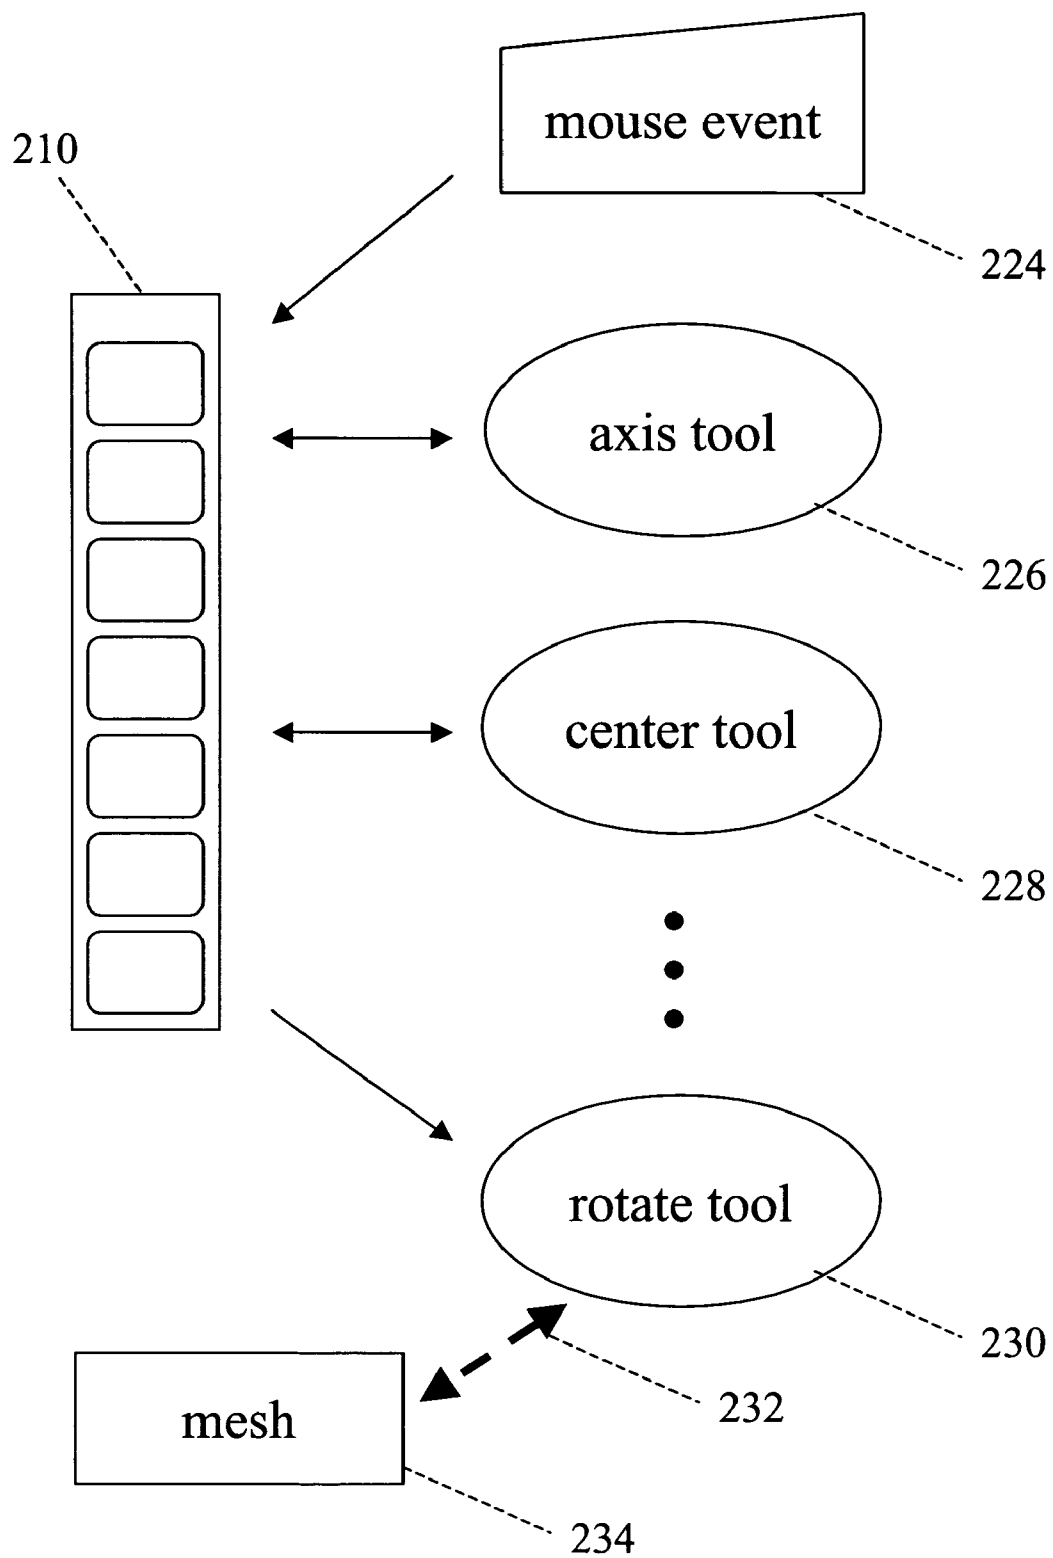 mouse event
210
224
axis tool
226
center tool
228
rotate tool
230
232
mesh
234